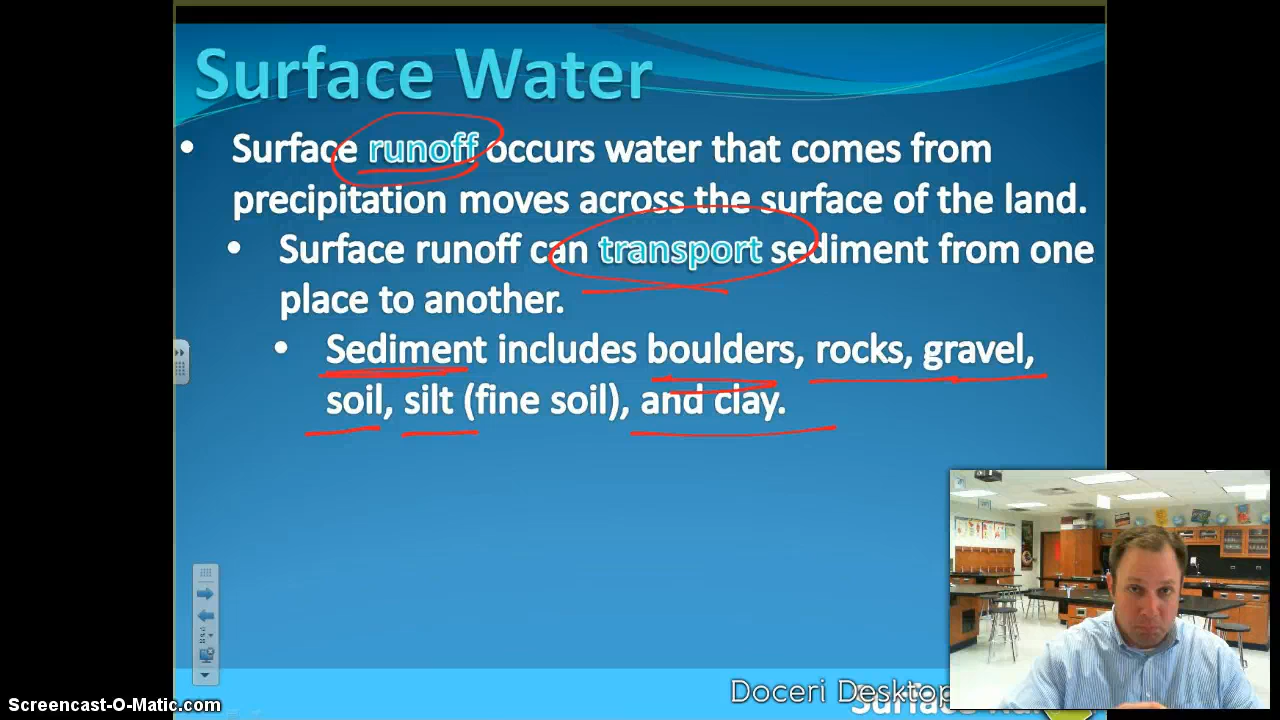 Surface Water
• Surface runoff occurs water that comes from
precipitation moves across the surface of the land.
• Surface runoff can transport sediment from one
place to another.
• Sediment includes boulders, rocks, gravel,
soil, silt (fine soil), and clay.
Doceri Desktop
Surface
Screencast-O-Matic.com